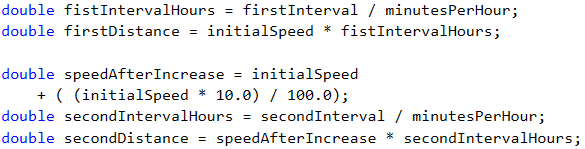 double fistIntervalHours = firstInterval / minutesPerHour;
double firstDistance = initialSpeed * fistIntervalHours;

double speedAfterIncrease = initialSpeed
    + ( (initialSpeed * 10.0) / 100.0);
double secondIntervalHours = secondInterval / minutesPerHour;
double secondDistance = speedAfterIncrease * secondIntervalHours;